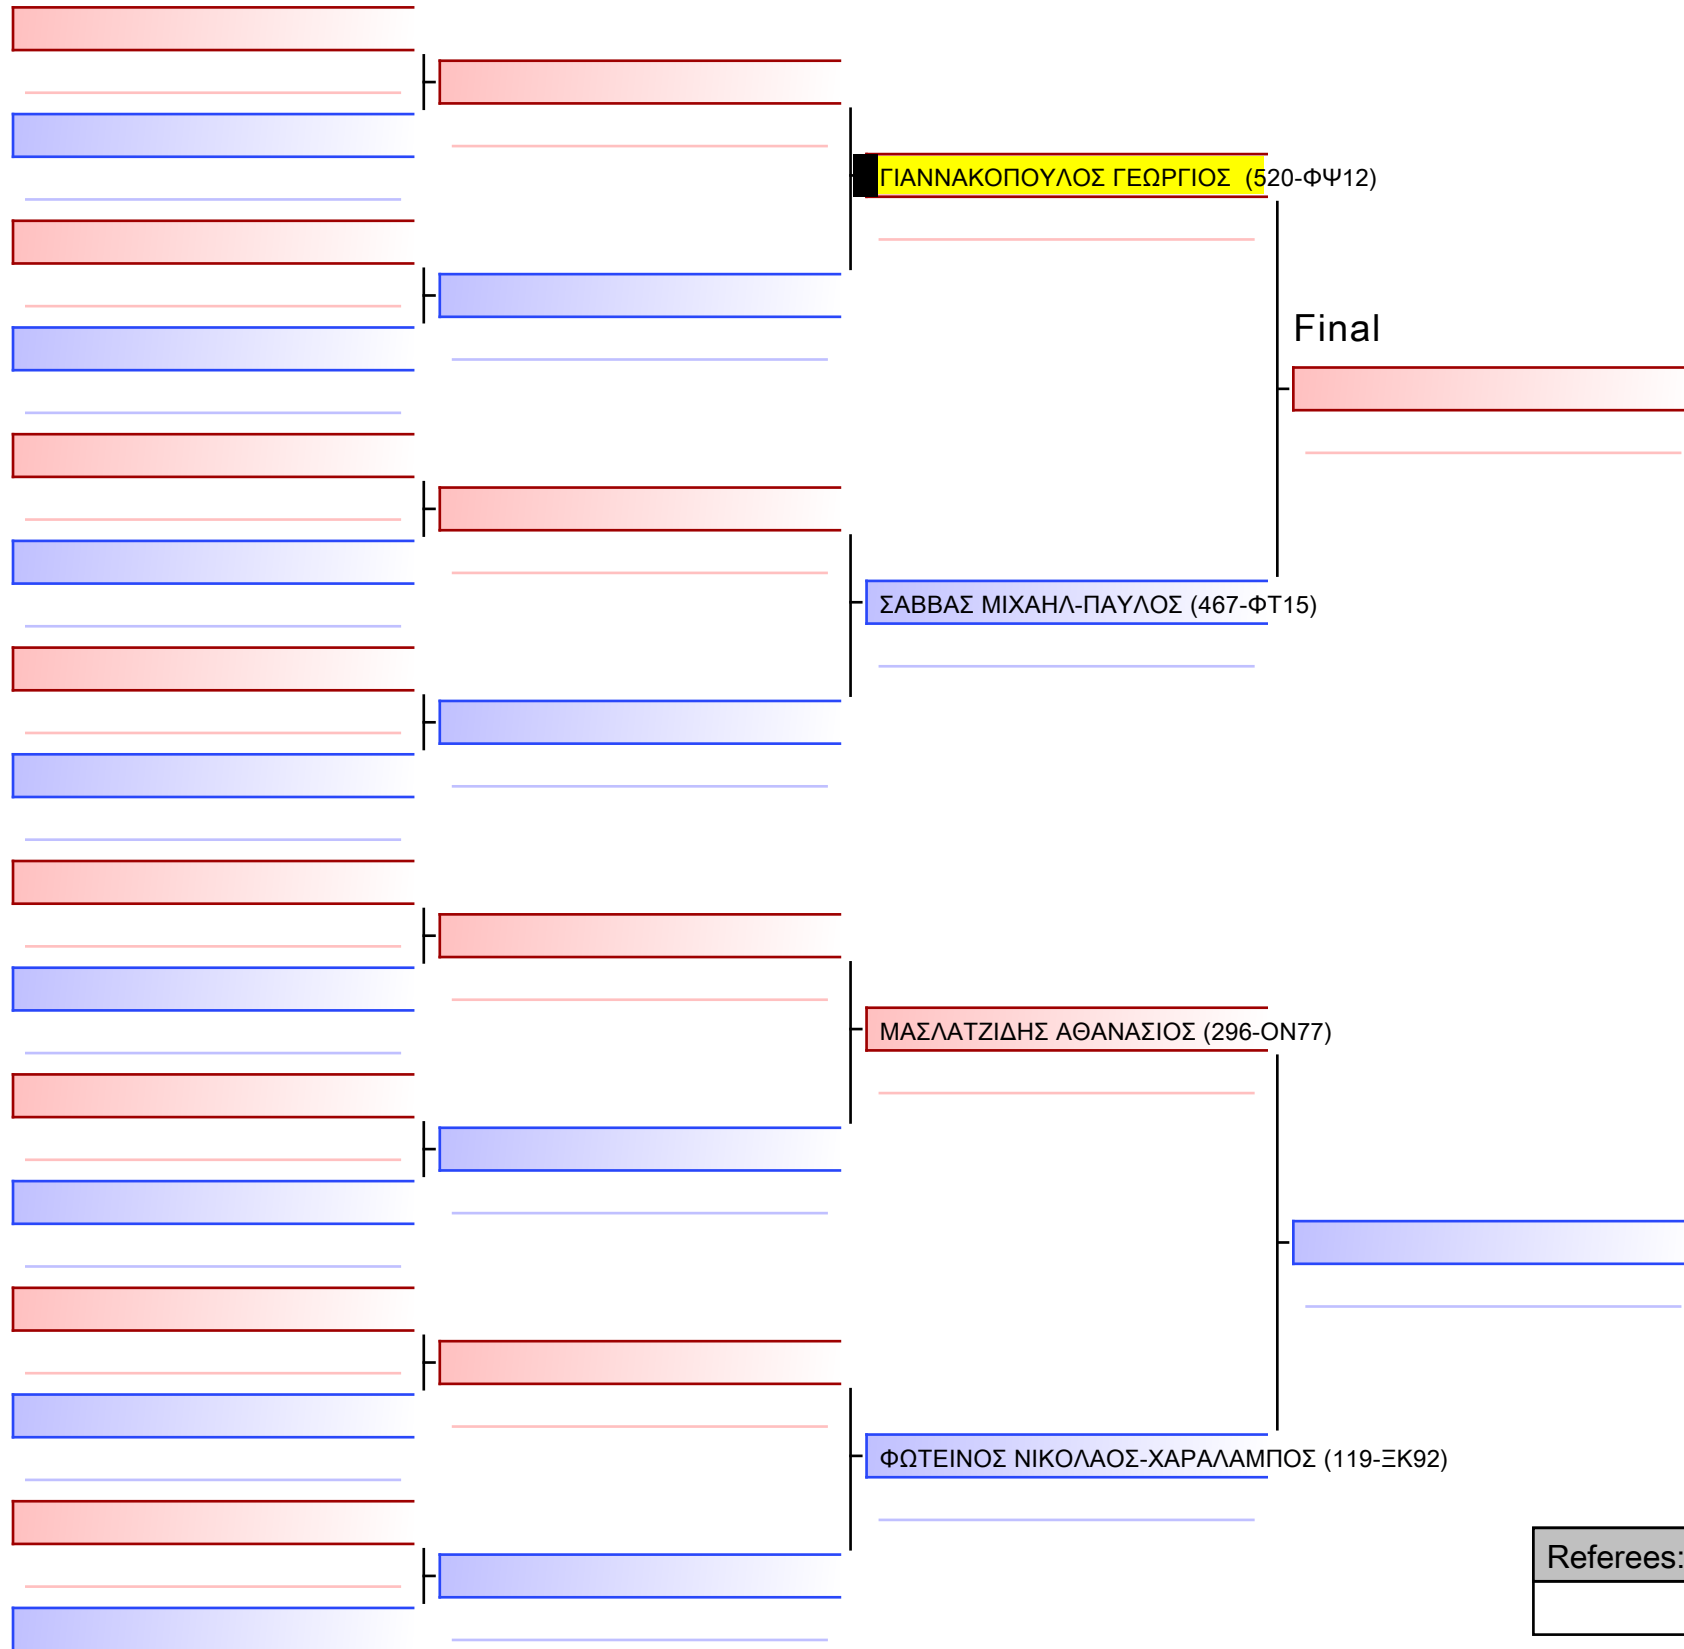 ΓΙΑΝΝΑΚΟΠΟΥΛΟΣ ΓΕΩΡΓΙΟΣ  (520-ΦΨ12)
Final
ΣΑΒΒΑΣ ΜΙΧΑΗΛ-ΠΑΥΛΟΣ (467-ΦΤ15)
ΜΑΣΛΑΤΖΙΔΗΣ ΑΘΑΝΑΣΙΟΣ (296-ΟΝ77)
ΦΩΤΕΙΝΟΣ ΝΙΚΟΛΑΟΣ-ΧΑΡΑΛΑΜΠΟΣ (119-ΞΚ92)
Referees: